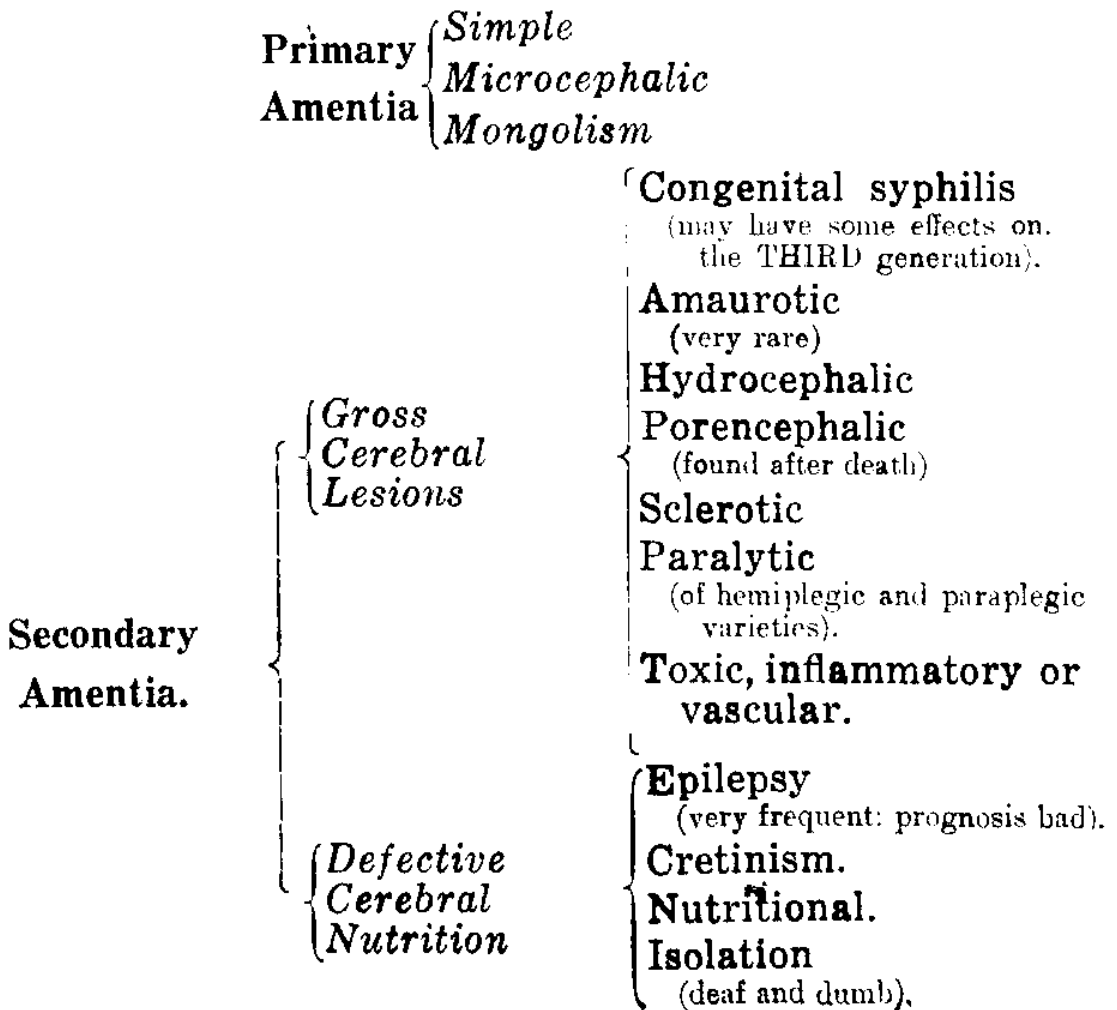 Primary
Amentia
Simple
Microcephalic
Mongolism
Congenital syphilis
(may have some effects on.
the THIRD generation).
Amaurotic
(very rare)
Hydrocephalic
Porencephalic
(found after death)
Sclerotic
Paralytic
(of hemiplegic and paraplegic
varieties).
Toxic, inflammatory or
vascular.
Gross
Cerebral
Lesions
Secondary
Amentia.
Defective
Cerebral
Nutrition
Epilepsy
(very frequent: prognosis bad).
Cretinism.
Nutritional.
Isolation
(deaf and dumb),